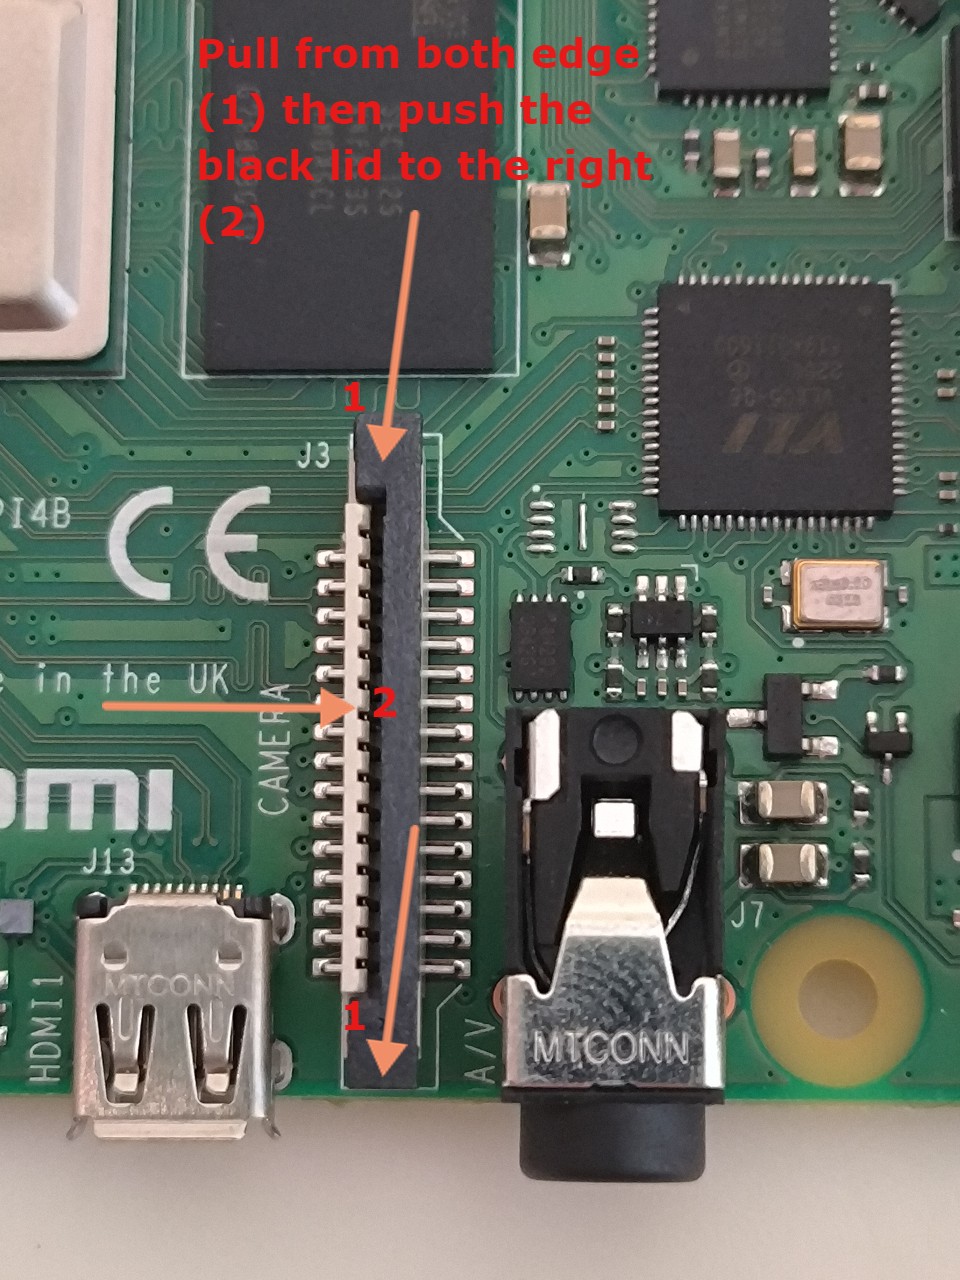 Pull from both edge
(1) then push the
black lid to the right
(2)
1
J3
PI4B
CE
VLI
in the UK
2
CAMERA
J13
J7
HDMI1
MTCONN
1
A/V
MTCONN